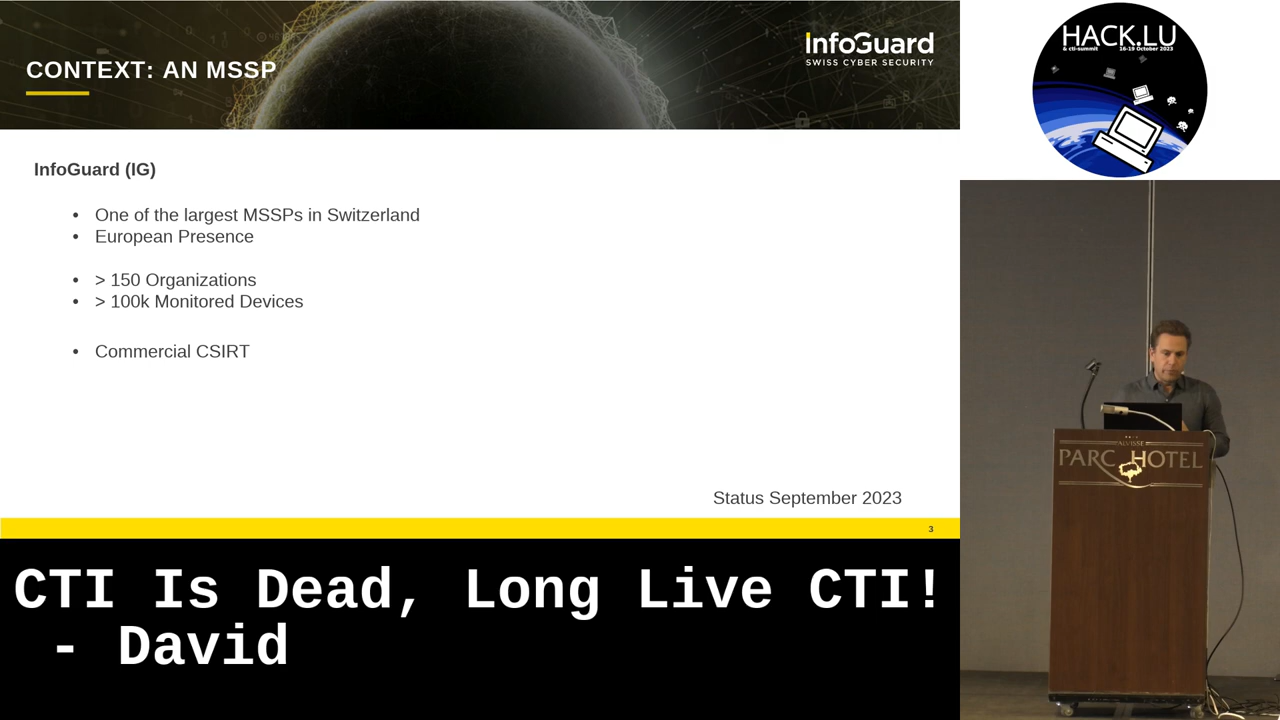 CONTEXT: AN MSSP
InfoGuard
SWISS CYBER SECURITY
InfoGuard (IG)
• One of the largest MSSPs in Switzerland
• European Presence
• > 150 Organizations
• > 100k Monitored Devices
• Commercial CSIRT
Status September 2023
3
CTI Is Dead, Long Live CTI!
- David
HACK.LU
& cti-summit 16-19 October 2023
ALVISSE
PARC HOTEL